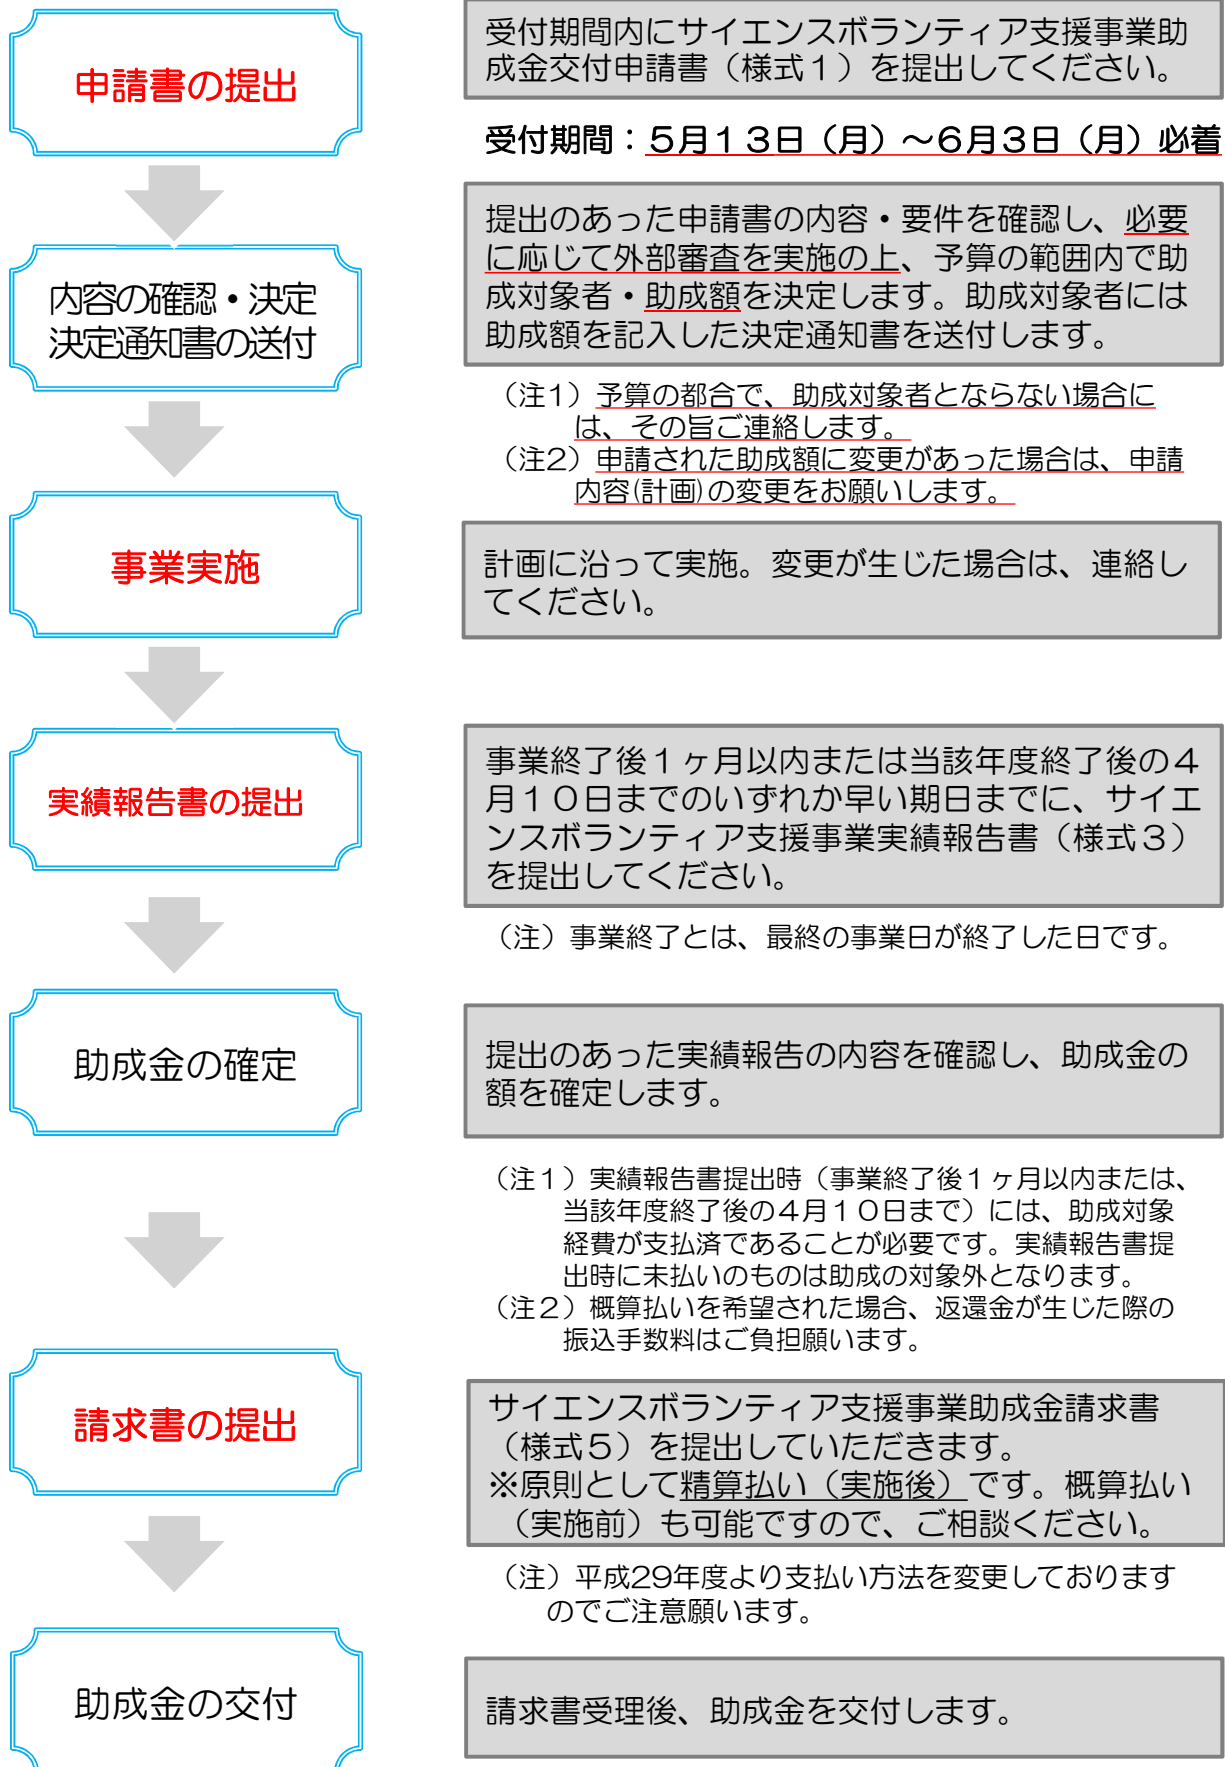 申請書の提出
受付期間内にサイエンスボランティア支援事業助
成金交付申請書（様式１）を提出してください。
受付期間：５月１３日（月）～６月３日（月）必着
内容の確認・決定
決定通知書の送付
提出のあった申請書の内容・要件を確認し、必要
に応じて外部審査を実施の上、予算の範囲内で助
成対象者・助成額を決定します。助成対象者には
助成額を記入した決定通知書を送付します。
（注1）予算の都合で、助成対象者とならない場合に
は、その旨ご連絡します。
（注2）申請された助成額に変更があった場合は、申請
内容(計画)の変更をお願いします。
事業実施
計画に沿って実施。変更が生じた場合は、連絡し
てください。
実績報告書の提出
事業終了後１ヶ月以内または当該年度終了後の４
月１０日までのいずれか早い期日までに、サイエ
ンスボランティア支援事業実績報告書（様式３）
を提出してください。
（注）事業終了とは、最終の事業日が終了した日です。
助成金の確定
提出のあった実績報告の内容を確認し、助成金の
額を確定します。
（注１）実績報告書提出時（事業終了後１ヶ月以内または、
当該年度終了後の４月１０日まで）には、助成対象
経費が支払済であることが必要です。実績報告書提
出時に未払いのものは助成の対象外となります。
（注２）概算払いを希望された場合、返還金が生じた際の
振込手数料はご負担願います。
請求書の提出
サイエンスボランティア支援事業助成金請求書
（様式５）を提出していただきます。
※原則として精算払い（実施後）です。概算払い
（実施前）も可能ですので、ご相談ください。
（注）平成29年度より支払い方法を変更しております
のでご注意願います。
助成金の交付
請求書受理後、助成金を交付します。